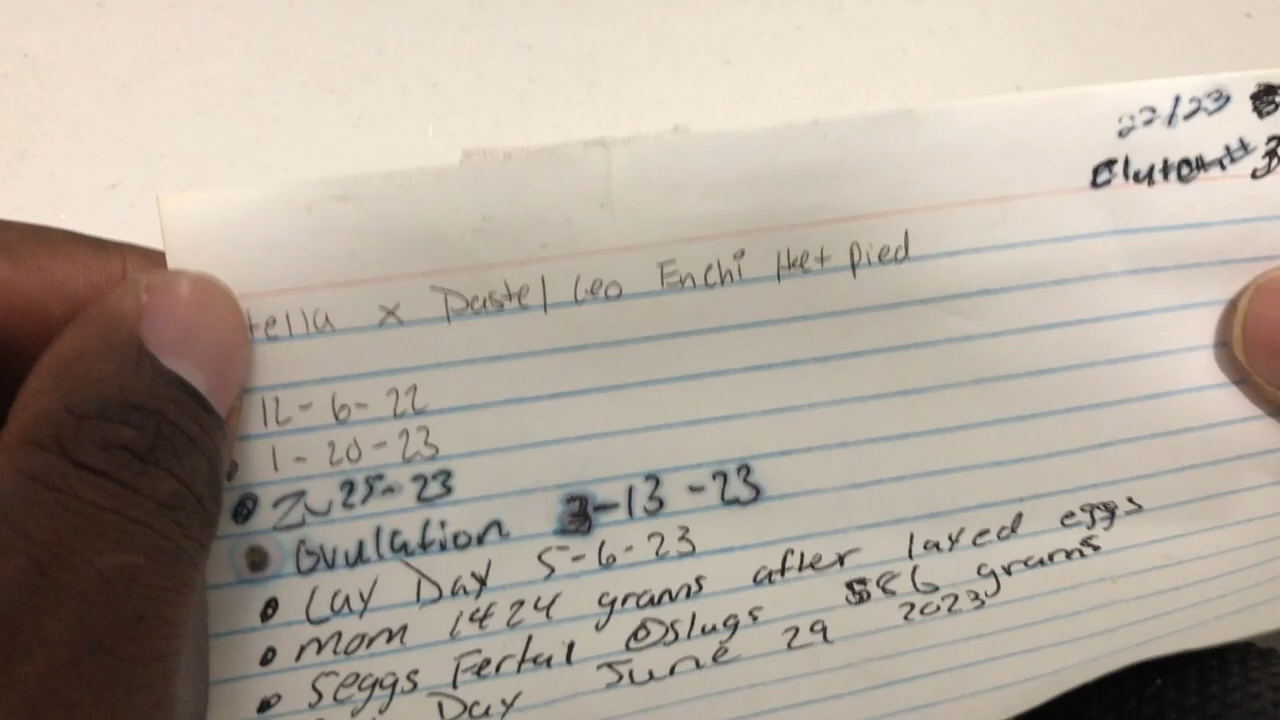 22/23
Clutch# 3
tella x Pastel Leo Enchi Het pied
12-6-22
1-20-23
2-25-23
Ovulation 3-13-23
Lay Day 5-6-23
mom 1424 grams after layed eggs
5eggs Fertal 0slugs 586 grams
Day June 29 2023